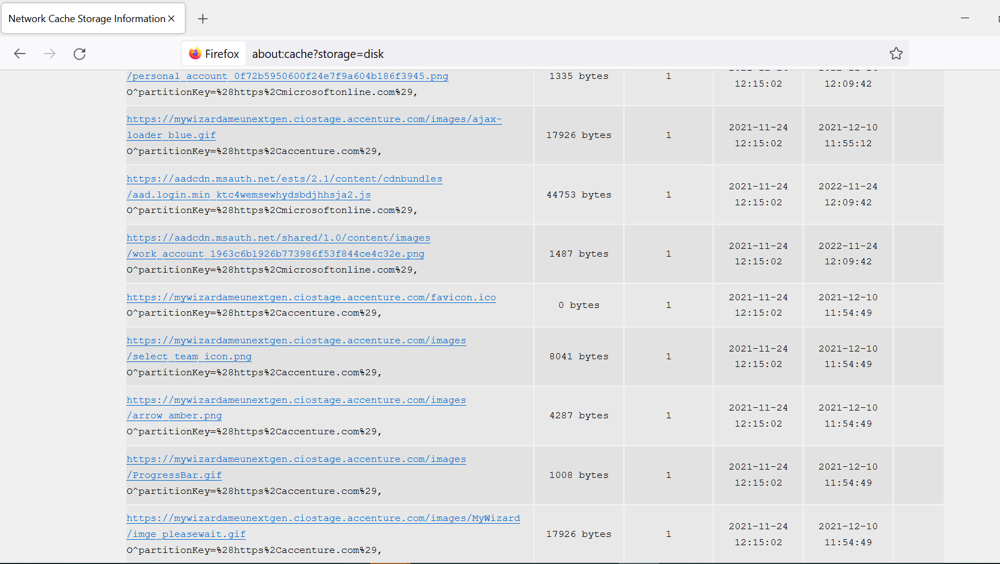 Network Cache Storage Information
Firefox about:cache?storage=disk
/personal_account_0f72b5950600f24e7f9a604b186f3945.png
O^partitionKey=%28https%2Cmicrosoftonline.com%29,
1335 bytes
1
12:15:02
12:09:42
https://mywizardameunextgen.ciostage.accenture.com/images/ajax-
loader_blue.gif
O^partitionKey=%28https%2Caccenture.com%29,
17926 bytes
1
2021-11-24
12:15:02
2021-12-10
11:55:12
https://aadcdn.msauth.net/ests/2.1/content/cdnbundles
/aad.login.min_ktc4wemsewhydsbdjhhsja2.js
O^partitionKey=%28https%2Cmicrosoftonline.com%29,
44753 bytes
1
2021-11-24
12:15:02
2022-11-24
12:09:42
https://aadcdn.msauth.net/shared/1.0/content/images
/work_account_1963c6b1926b773986f53f844ce4c32e.png
O^partitionKey=%28https%2Cmicrosoftonline.com%29,
1487 bytes
1
2021-11-24
12:15:02
2022-11-24
12:09:42
https://mywizardameunextgen.ciostage.accenture.com/favicon.ico
O^partitionKey=%28https%2Caccenture.com%29,
0 bytes
1
2021-11-24
12:15:02
2021-12-10
11:54:49
https://mywizardameunextgen.ciostage.accenture.com/images
/select_team_icon.png
O^partitionKey=%28https%2Caccenture.com%29,
8041 bytes
1
2021-11-24
12:15:02
2021-12-10
11:54:49
https://mywizardameunextgen.ciostage.accenture.com/images
/arrow_amber.png
O^partitionKey=%28https%2Caccenture.com%29,
4287 bytes
1
2021-11-24
12:15:02
2021-12-10
11:54:49
https://mywizardameunextgen.ciostage.accenture.com/images
/ProgressBar.gif
O^partitionKey=%28https%2Caccenture.com%29,
1008 bytes
1
2021-11-24
12:15:02
2021-12-10
11:54:49
https://mywizardameunextgen.ciostage.accenture.com/images/MyWizard
/imge_pleasewait.gif
O^partitionKey=%28https%2Caccenture.com%29,
17926 bytes
1
2021-11-24
12:15:02
2021-12-10
11:54:49